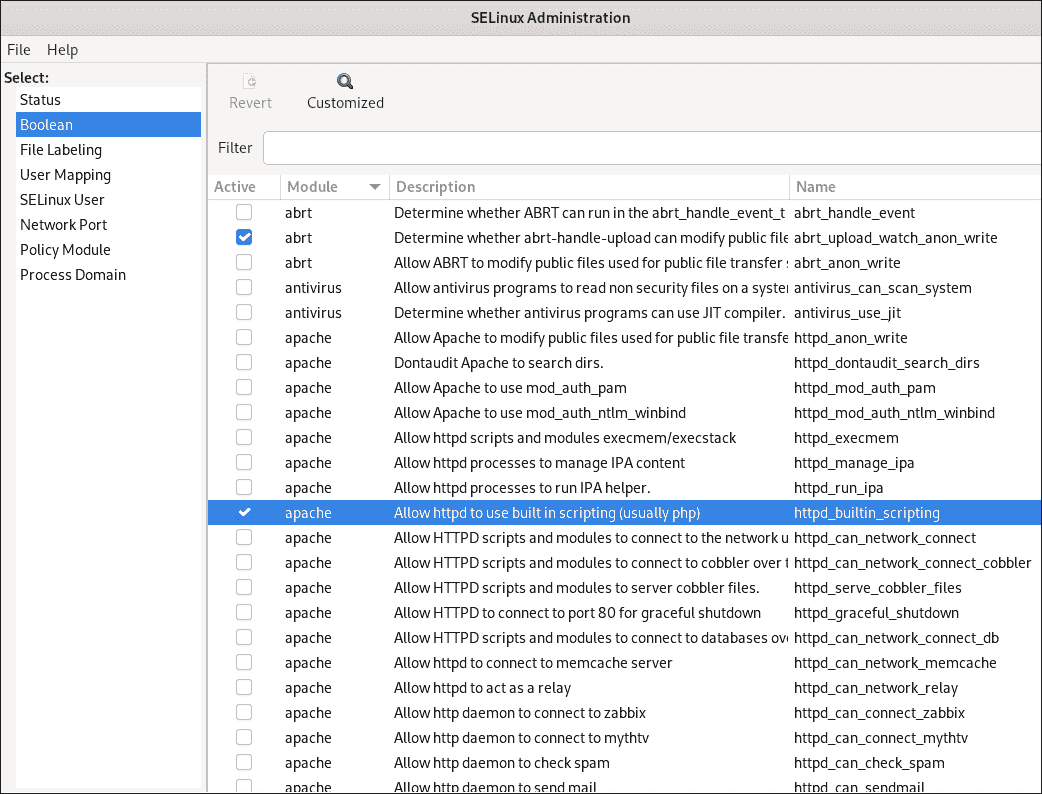 SELinux Administration
File Help
Select:
Status
Boolean
File Labeling
User Mapping
SELinux User
Network Port
Policy Module
Process Domain
Revert Customized
Filter
Active Module Description Name
abrt Determine whether ABRT can run in the abrt_handle_event_t abrt_handle_event
abrt Determine whether abrt-handle-upload can modify public file abrt_upload_watch_anon_write
abrt Allow ABRT to modify public files used for public file transfer abrt_anon_write
antivirus Allow antivirus programs to read non security files on a system antivirus_can_scan_system
antivirus Determine whether antivirus programs can use JIT compiler. antivirus_use_jit
apache Allow Apache to modify public files used for public file transfe httpd_anon_write
apache Dontaudit Apache to search dirs. httpd_dontaudit_search_dirs
apache Allow Apache to use mod_auth_pam httpd_mod_auth_pam
apache Allow Apache to use mod_auth_ntlm_winbind httpd_mod_auth_ntlm_winbind
apache Allow httpd scripts and modules execmem/execstack httpd_execmem
apache Allow httpd processes to manage IPA content httpd_manage_ipa
apache Allow httpd processes to run IPA helper. httpd_run_ipa
apache Allow httpd to use built in scripting (usually php) httpd_builtin_scripting
apache Allow HTTPD scripts and modules to connect to the network u httpd_can_network_connect
apache Allow HTTPD scripts and modules to connect to cobbler over t httpd_can_network_connect_cobbler
apache Allow HTTPD scripts and modules to server cobbler files. httpd_serve_cobbler_files
apache Allow HTTPD to connect to port 80 for graceful shutdown httpd_graceful_shutdown
apache Allow HTTPD scripts and modules to connect to databases ov httpd_can_network_connect_db
apache Allow httpd to connect to memcache server httpd_can_network_memcache
apache Allow httpd to act as a relay httpd_can_network_relay
apache Allow http daemon to connect to zabbix httpd_can_connect_zabbix
apache Allow http daemon to connect to mythtv httpd_can_connect_mythtv
apache Allow http daemon to check spam httpd_can_check_spam
apache Allow http daemon to send mail httpd_can_sendmail